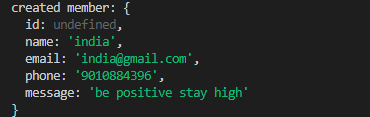 created member: {
  id: undefined,
  name: 'india',
  email: 'india@gmail.com',
  phone: '9010884396',
  message: 'be positive stay high'
}